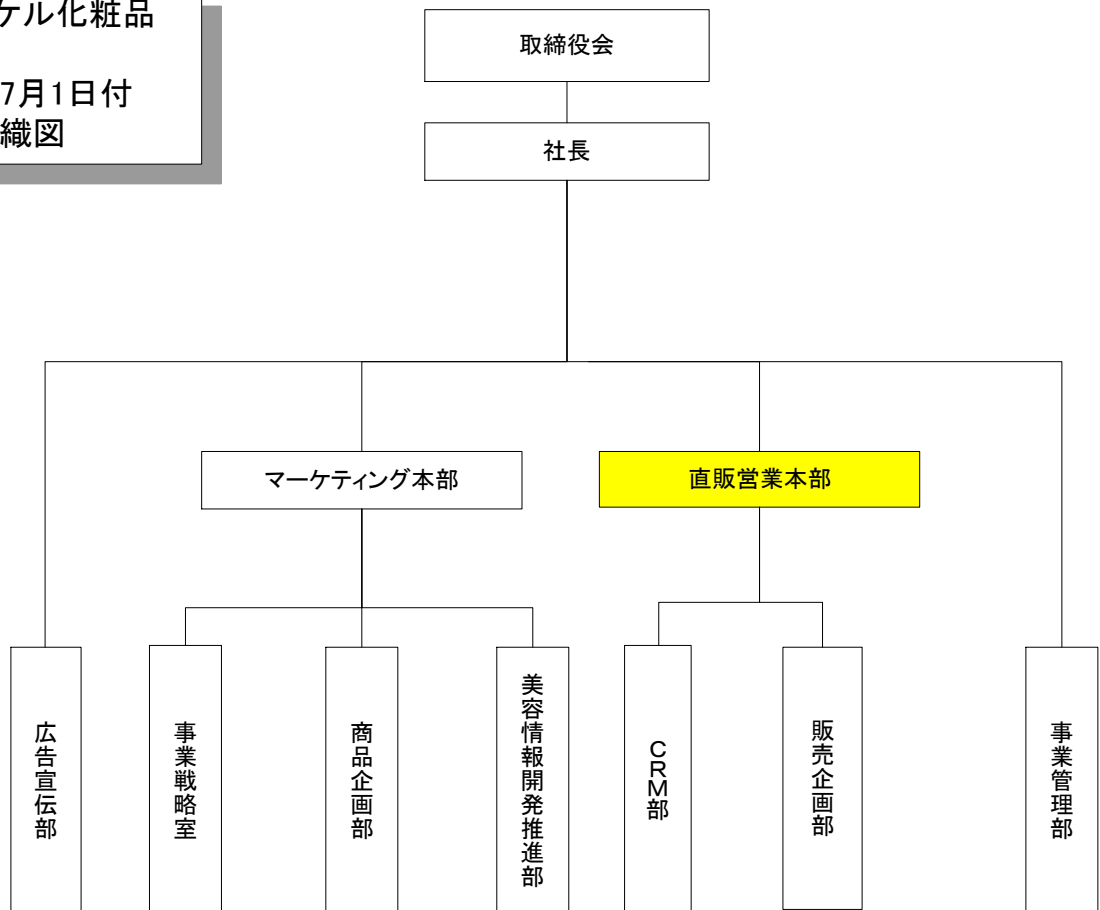 ケル化粧品
7月1日付
織図
取締役会
社長
マーケティング本部
直販営業本部
広告宣伝部
事業戦略室
商品企画部
美容情報開発推進部
CRM部
販売企画部
事業管理部